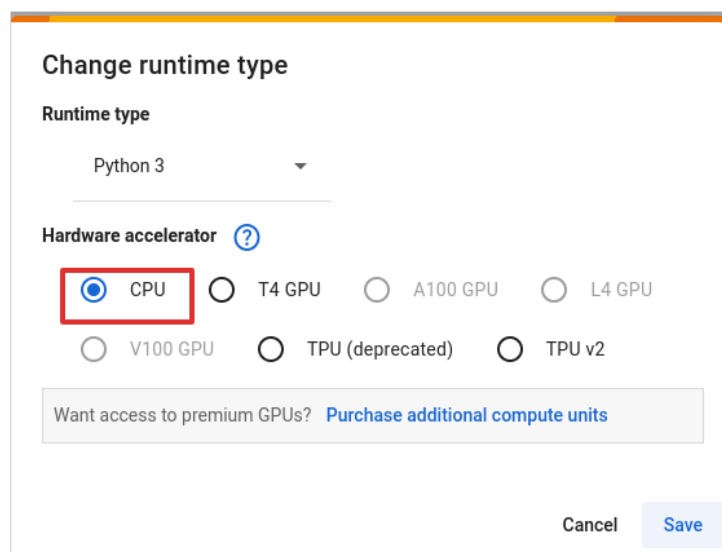 Change runtime type
Runtime type
Python 3
Hardware accelerator ?
CPU T4 GPU A100 GPU L4 GPU
V100 GPU TPU (deprecated) TPU v2
Want access to premium GPUs? Purchase additional compute units
Cancel Save